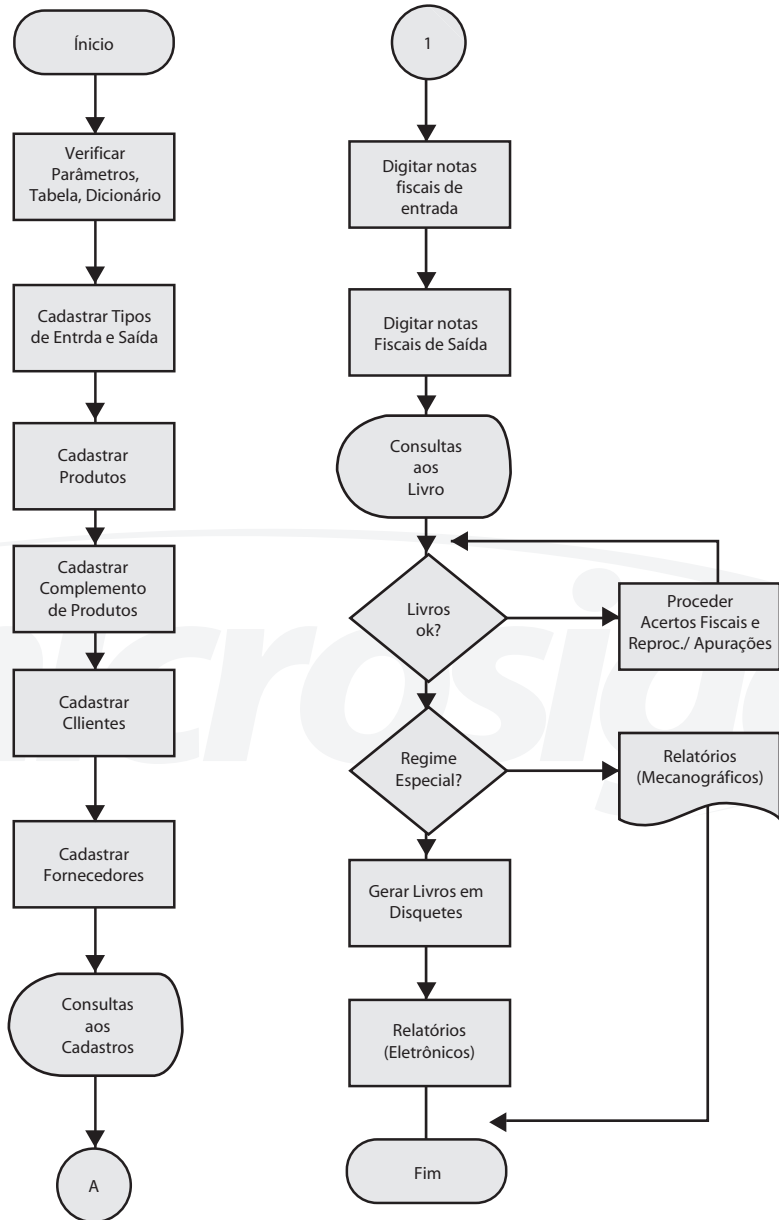 Ínicio
Verificar
Parâmetros,
Tabela, Dicionário
Cadastrar Tipos
de Entrda e Saída
Cadastrar
Produtos
Cadastrar
Complemento
de Produtos
Cadastrar
Cllientes
Cadastrar
Fornecedores
Consultas
aos
Cadastros
A
1
Digitar notas
fiscais de
entrada
Digitar notas
Fiscais de Saída
Consultas
aos
Livro
Livros
ok?
Proceder
Acertos Fiscais e
Reproc./ Apurações
Regime
Especial?
Relatórios
(Mecanográficos)
Gerar Livros em
Disquetes
Relatórios
(Eletrônicos)
Fim
microsiga